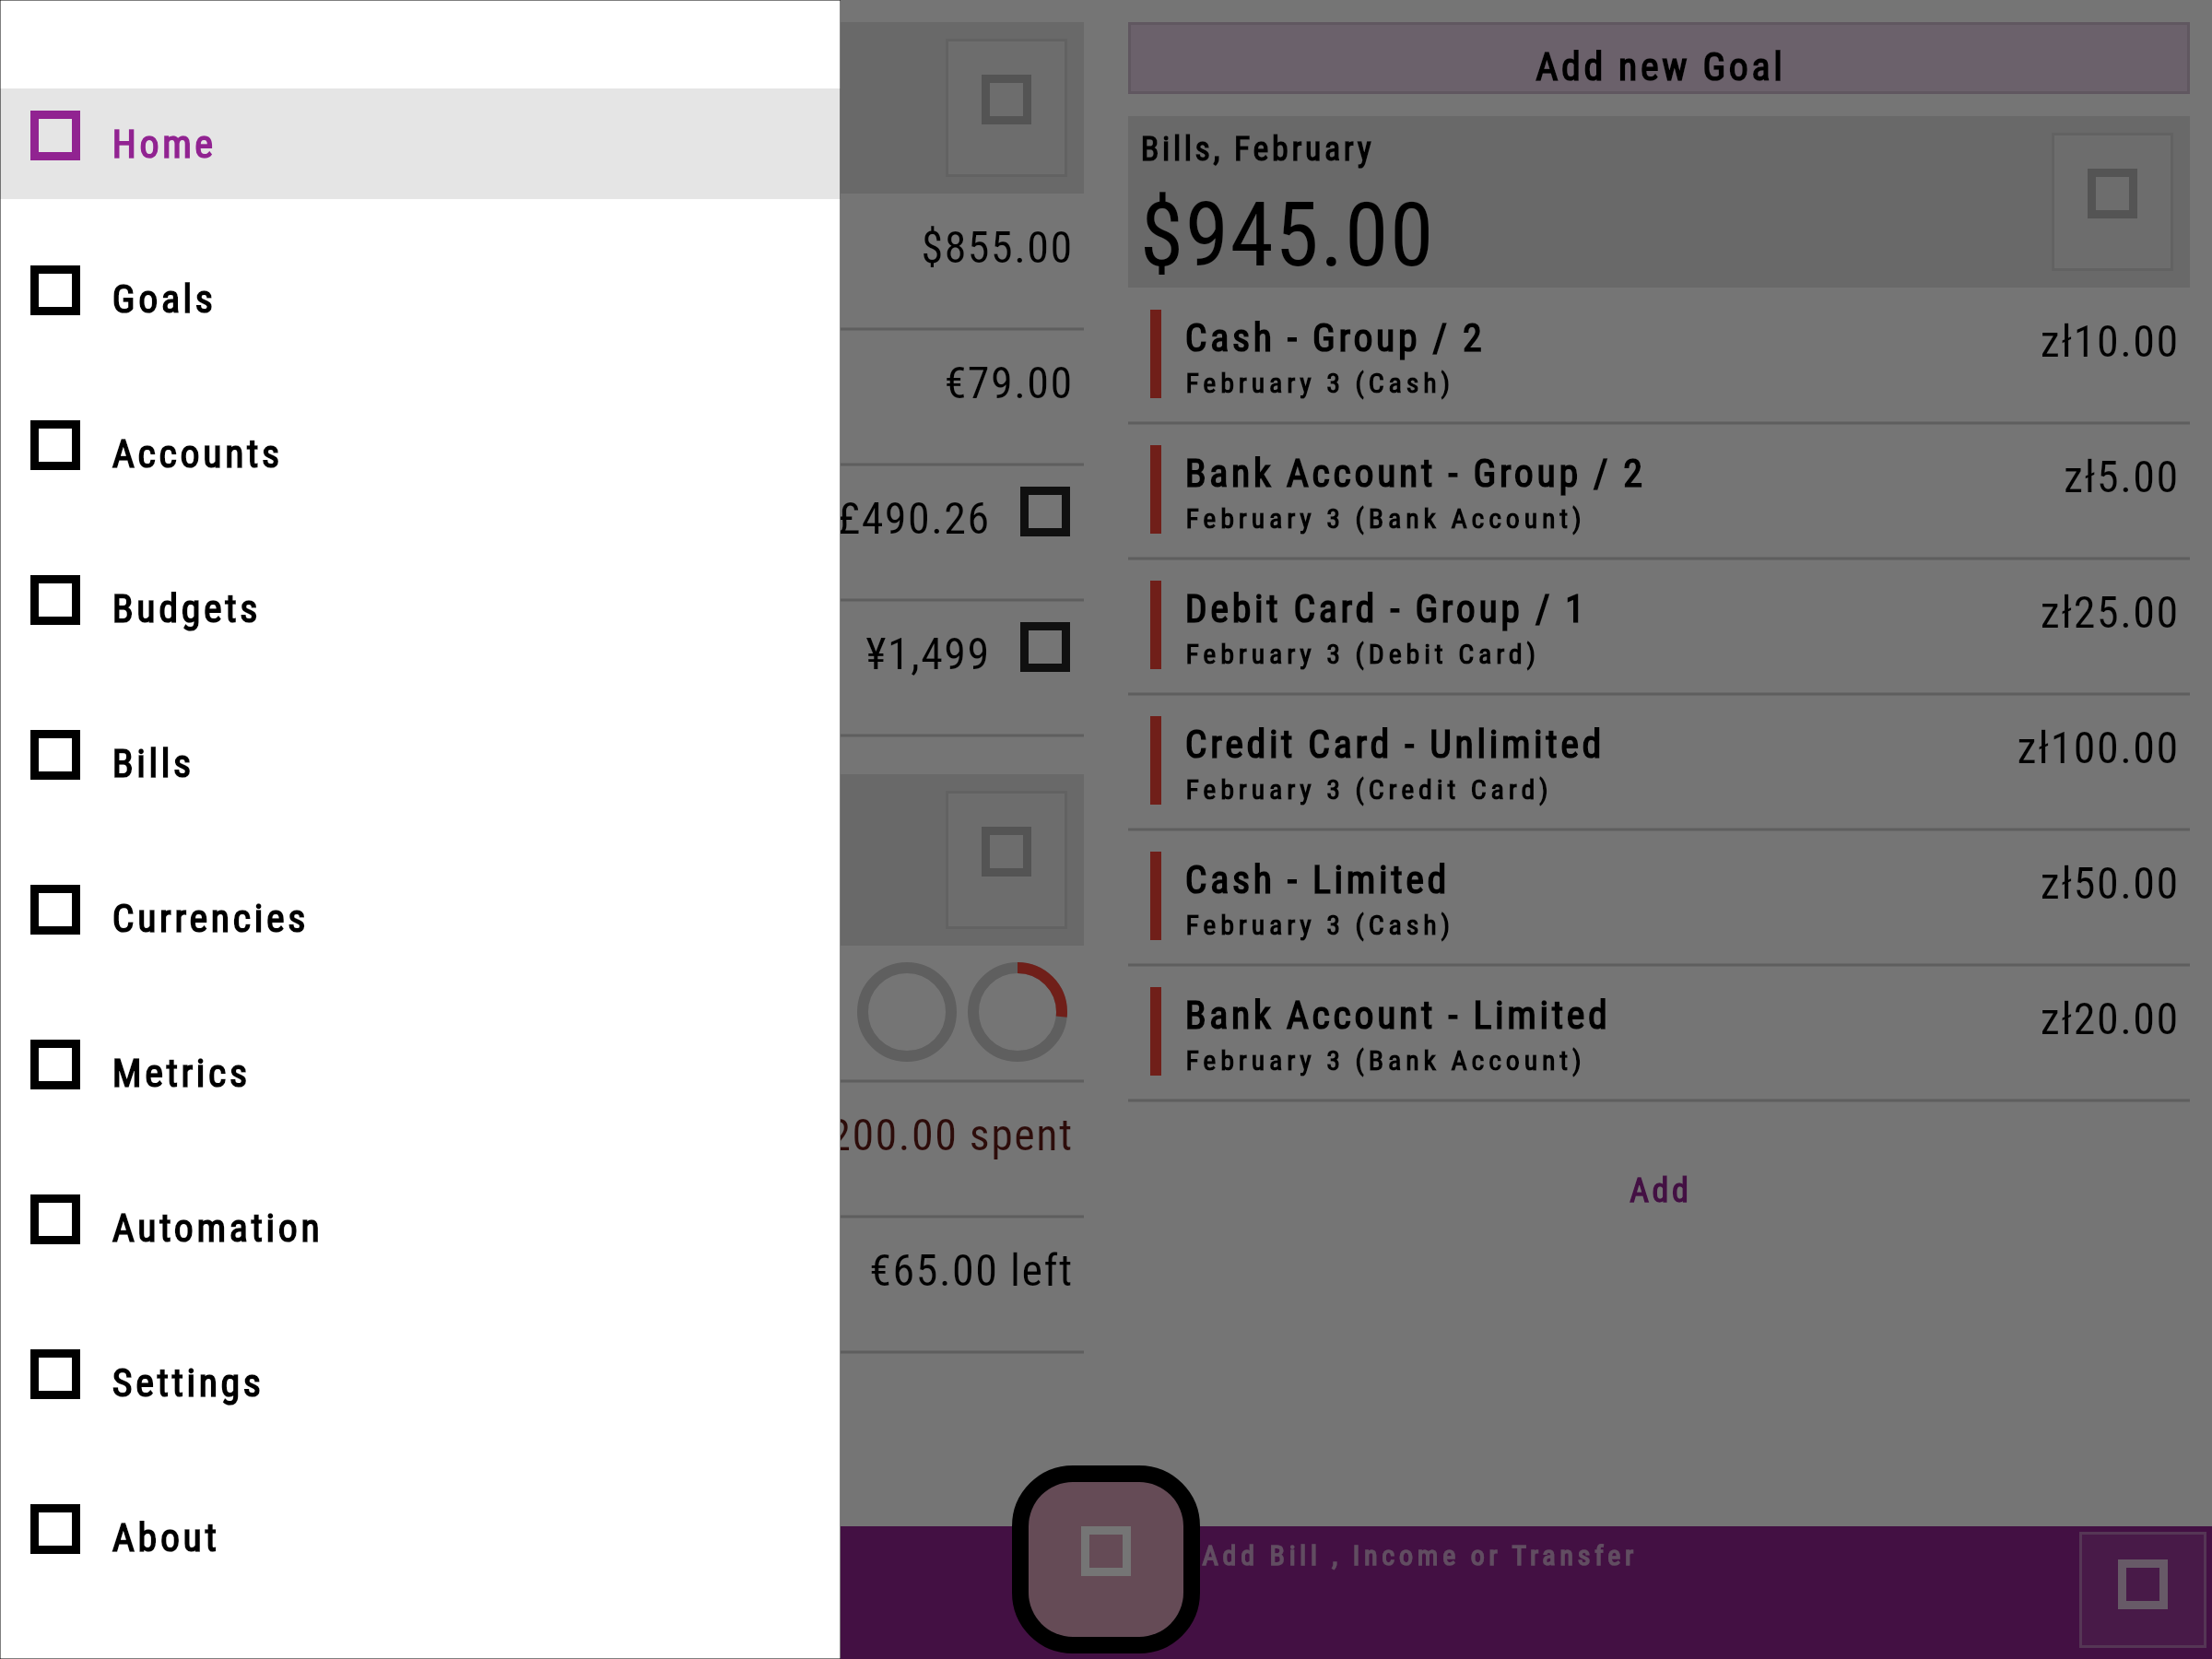 Home
Goals
Accounts
Budgets
Bills
Currencies
Metrics
Automation
Settings
About
$855.00
€79.00
£490.26
¥1,499
200.00 spent
€65.00 left
Add new Goal
Bills, February
$945.00
Cash - Group / 2
zł10.00
February 3 (Cash)
Bank Account - Group / 2
zł5.00
February 3 (Bank Account)
Debit Card - Group / 1
zł25.00
February 3 (Debit Card)
Credit Card - Unlimited
zł100.00
February 3 (Credit Card)
Cash - Limited
zł50.00
February 3 (Cash)
Bank Account - Limited
zł20.00
February 3 (Bank Account)
Add
Add Bill , Income or Transfer